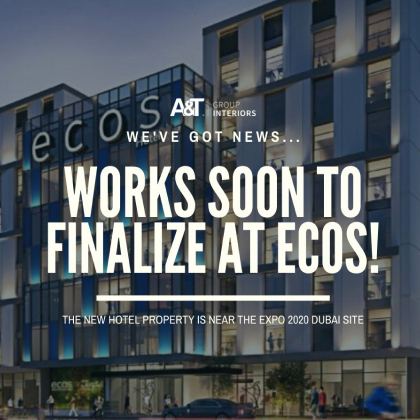 ecos
A&T. GROUP
INTERIORS
WE'VE GOT NEWS...
WORKS SOON TO
FINALIZE AT ECOS!
THE NEW HOTEL PROPERTY IS NEAR THE EXPO 2020 DUBAI SITE
ecos